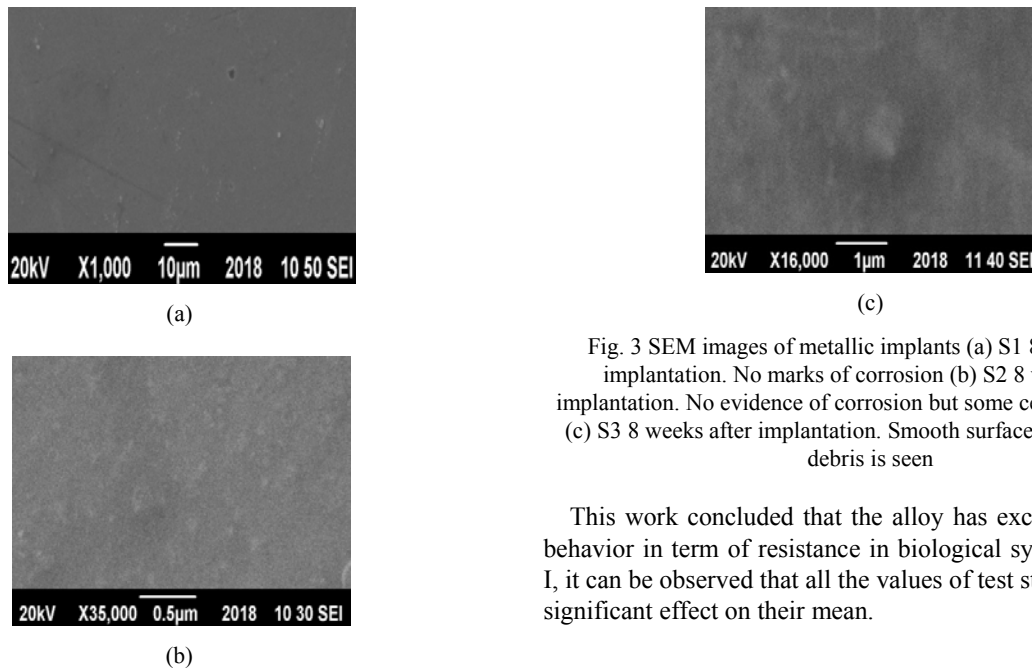 20kV X1,000 10µm 2018 10 50 SEI
(a)
20kV X35,000 0.5µm 2018 10 30 SEI
(b)
20kV X16,000 1µm 2018 11 40 SEI
(c)
Fig. 3 SEM images of metallic implants (a) S1 8
implantation. No marks of corrosion (b) S2 8
implantation. No evidence of corrosion but some
(c) S3 8 weeks after implantation. Smooth surface
debris is seen
This work concluded that the alloy has
behavior in term of resistance in biological
I, it can be observed that all the values of test
significant effect on their mean.